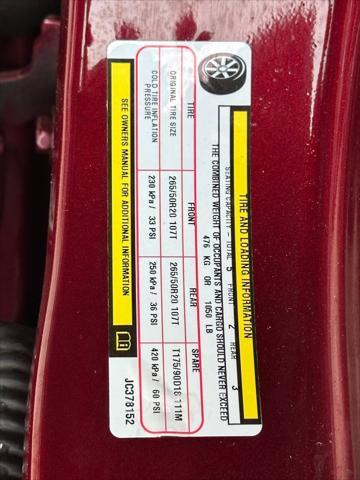 TIRE AND LOADING INFORMATION
SEATING CAPACITY - TOTAL 5 FRONT 2 REAR 3
THE COMBINED WEIGHT OF OCCUPANTS AND CARGO SHOULD NEVER EXCEED
476 KG OR 1050 LB
TIRE FRONT REAR SPARE
ORIGINAL TIRE SIZE 265/50R20 107T 265/50R20 107T T175/90D18 111M
COLD TIRE INFLATION PRESSURE 230 kPa / 33 PSI 250 kPa / 36 PSI 420 kPa / 60 PSI
SEE OWNERS MANUAL FOR ADDITIONAL INFORMATION
JC378152